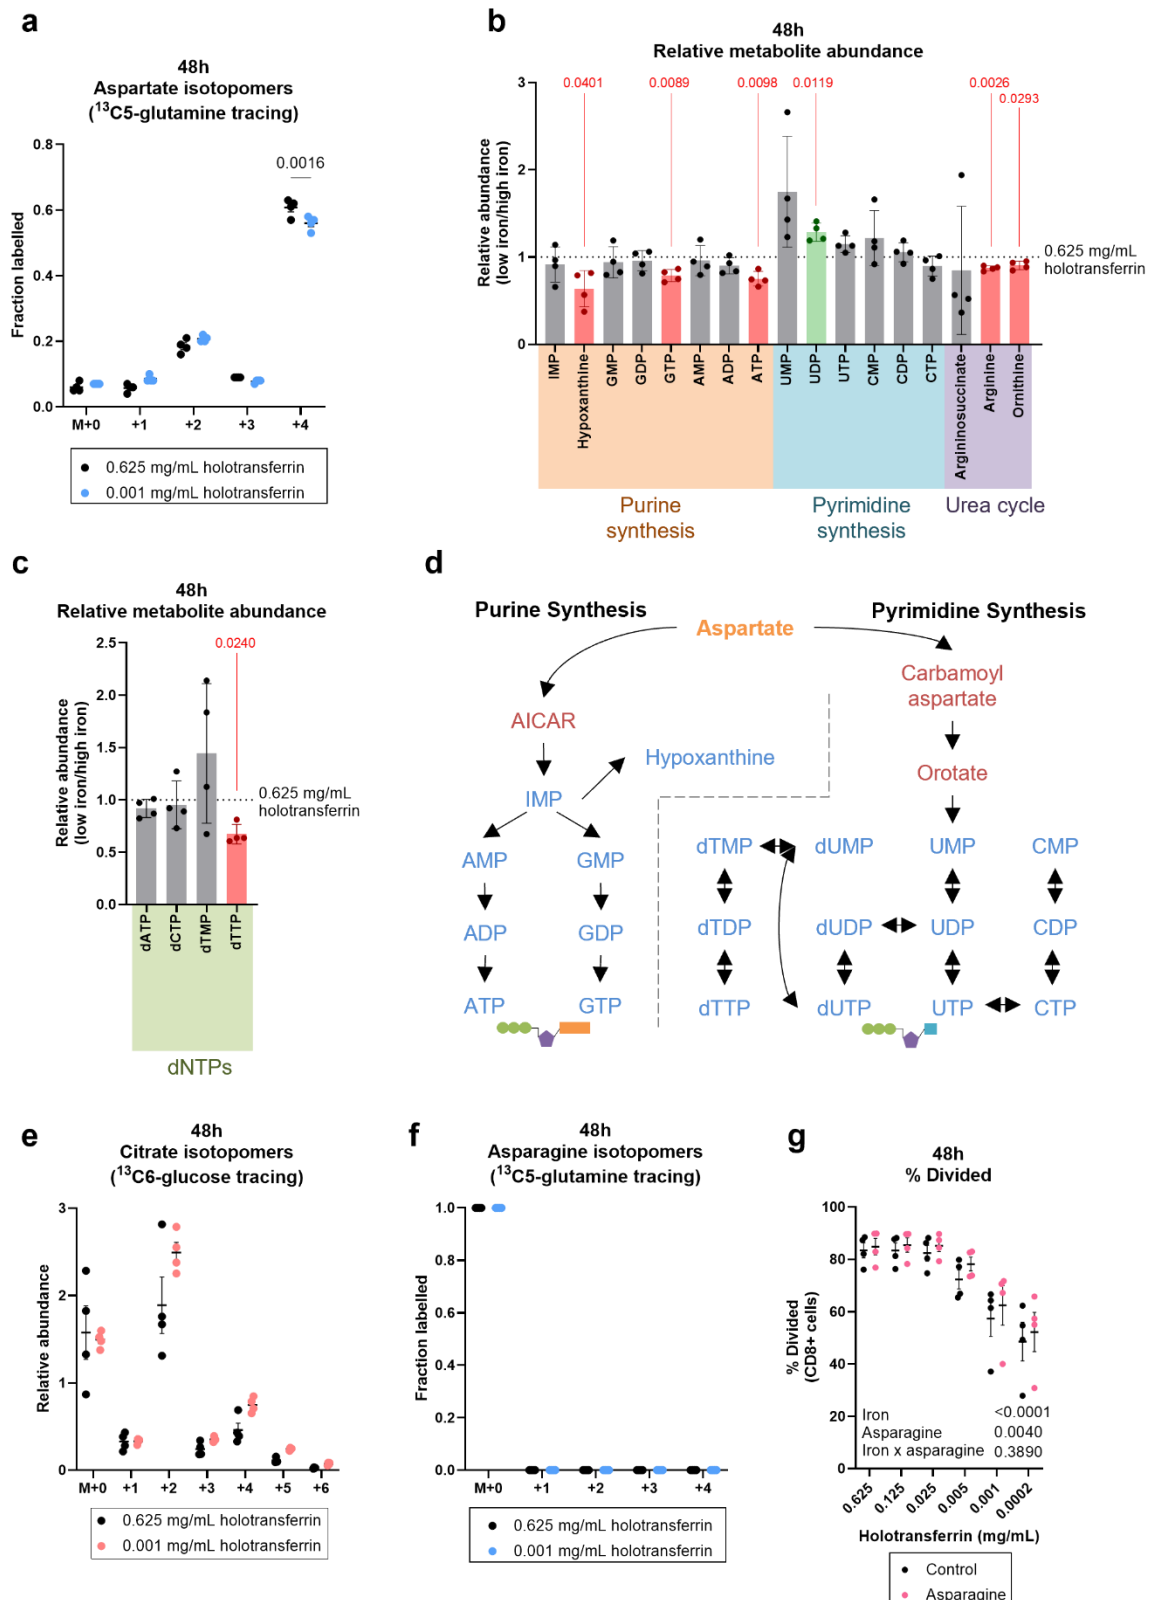 a
48h
Aspartate isotopomers
(13C5-glutamine tracing)
Fraction labelled
0.8
0.6
0.4
0.2
0.0
0.0016
M+0 +1 +2 +3 +4
0.625 mg/mL holotransferrin
0.001 mg/mL holotransferrin
b
48h
Relative metabolite abundance
Relative abundance
(low iron/high iron)
3
2
1
0
0.0401 0.0089 0.0098 0.0119 0.0026
0.0293
0.625 mg/mL
holotransferrin
IMP
Hypoxanthine
GMP
GDP
GTP
AMP
ADP
ATP
UMP
UDP
UTP
CMP
CDP
CTP
Argininosuccinate
Arginine
Ornithine
Purine
synthesis
Pyrimidine
synthesis
Urea cycle
c
48h
Relative metabolite abundance
Relative abundance
(low iron/high iron)
2.5
2.0
1.5
1.0
0.5
0.0
0.0240
0.625 mg/mL
holotransferrin
dATP
dCTP
dTMP
dTTP
dNTPs
d
Purine Synthesis Pyrimidine Synthesis
Aspartate
Carbamoyl
aspartate
AICAR
Hypoxanthine
Orotate
IMP
AMP GMP dTMP dUMP UMP CMP
ADP GDP dTDP dUDP UDP CDP
ATP GTP dTTP dUTP UTP CTP
e
48h
Citrate isotopomers
(13C6-glucose tracing)
Relative abundance
3
2
1
0
M+0 +1 +2 +3 +4 +5 +6
0.625 mg/mL holotransferrin
0.001 mg/mL holotransferrin
f
48h
Asparagine isotopomers
(13C5-glutamine tracing)
Fraction labelled
1.0
0.8
0.6
0.4
0.2
0.0
M+0 +1 +2 +3 +4
0.625 mg/mL holotransferrin
0.001 mg/mL holotransferrin
g
48h
% Divided
% Divided
(CD8+ cells)
100
80
60
40
20
0
Iron <0.0001
Asparagine 0.0040
Iron x asparagine 0.3890
0.625 0.125 0.025 0.005 0.001 0.0002
Holotransferrin (mg/mL)
Control
Asparagine